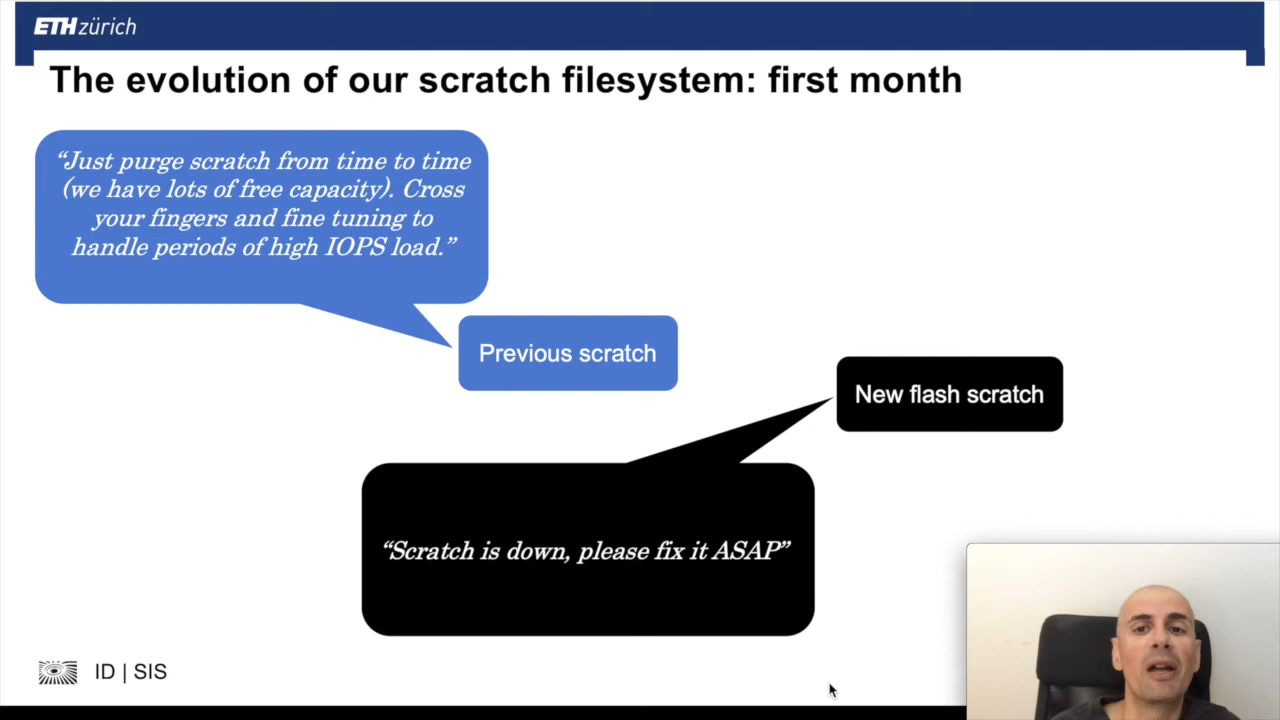 ETH zürich
The evolution of our scratch filesystem: first month
“Just purge scratch from time to time
(we have lots of free capacity). Cross
your fingers and fine tuning to
handle periods of high IOPS load.”
Previous scratch
New flash scratch
“Scratch is down, please fix it ASAP”
ID | SIS